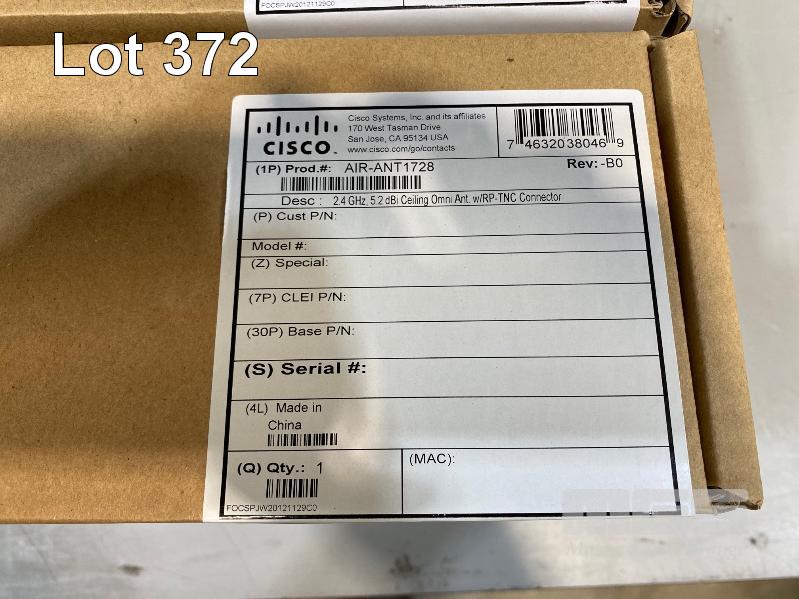 FOCSPJW20121129C0
Lot 372
CISCO
Cisco Systems, Inc. and its affiliates
170 West Tasman Drive
San Jose, CA 95134 USA
www.cisco.com/go/contacts
7 46320 38046 9
(1P) Prod.#: AIR-ANT1728
Rev: -B0
Desc : 2.4 GHz, 5.2 dBi Ceiling Omni Ant. w/RP-TNC Connector
(P) Cust P/N:
Model #:
(Z) Special:
(7P) CLEI P/N:
(30P) Base P/N:
(S) Serial #:
(4L) Made in
China
(Q) Qty.: 1
(MAC):
FOCSPJW20121129C0